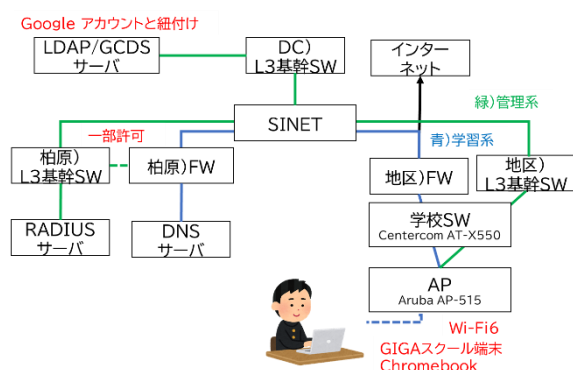 Google アカウントと紐付け
LDAP/GCDS
サーバ
DC)
L3基幹SW
インター
ネット
緑)管理系
SINET
一部許可
青)学習系
柏原)
L3基幹SW
柏原)FW
地区)FW
地区)
L3基幹SW
学校SW
Centercom AT-X550
RADIUS
サーバ
DNS
サーバ
AP
Aruba AP-515
Wi-Fi6
GIGAスクール端末
Chromebook